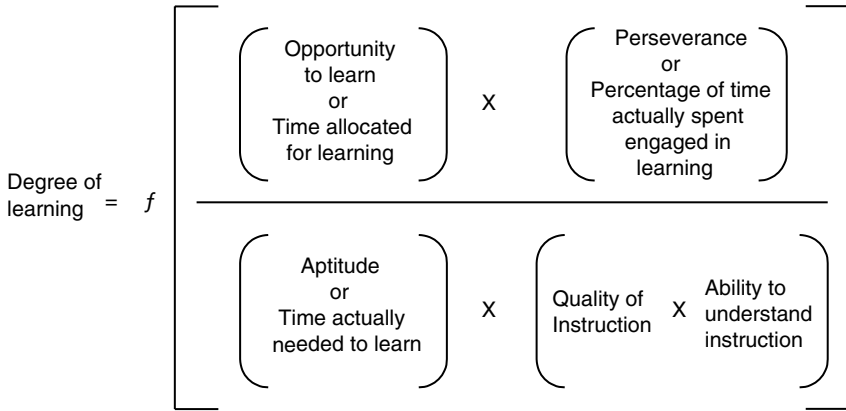 Degree of
learning = f
Opportunity
to learn
or
Time allocated
for learning
X
Perseverance
or
Percentage of time
actually spent
engaged in
learning
Aptitude
or
Time actually
needed to learn
X
Quality of
Instruction
X
Ability to
understand
instruction